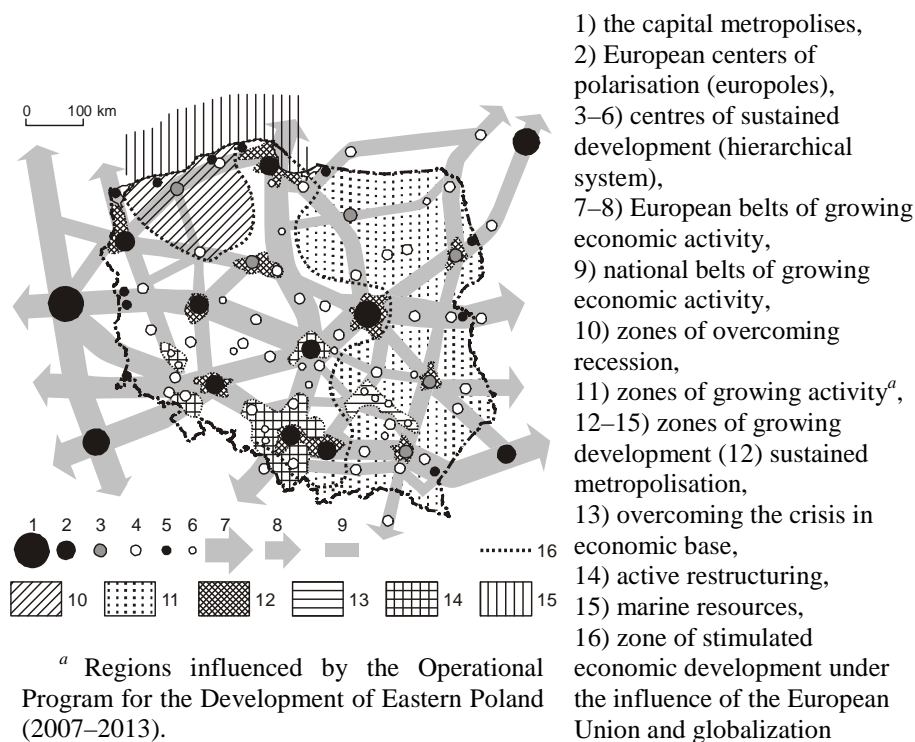 0 100 km
1 2 3 4 5 6 7 8 9 16
10 11 12 13 14 15
a Regions influenced by the Operational
Program for the Development of Eastern Poland
(2007–2013).
1) the capital metropolises,
2) European centers of
polarisation (europoles),
3–6) centres of sustained
development (hierarchical
system),
7–8) European belts of growing
economic activity,
9) national belts of growing
economic activity,
10) zones of overcoming
recession,
11) zones of growing activitya,
12–15) zones of growing
development (12) sustained
metropolisation,
13) overcoming the crisis in
economic base,
14) active restructuring,
15) marine resources,
16) zone of stimulated
economic development under
the influence of the European
Union and globalization